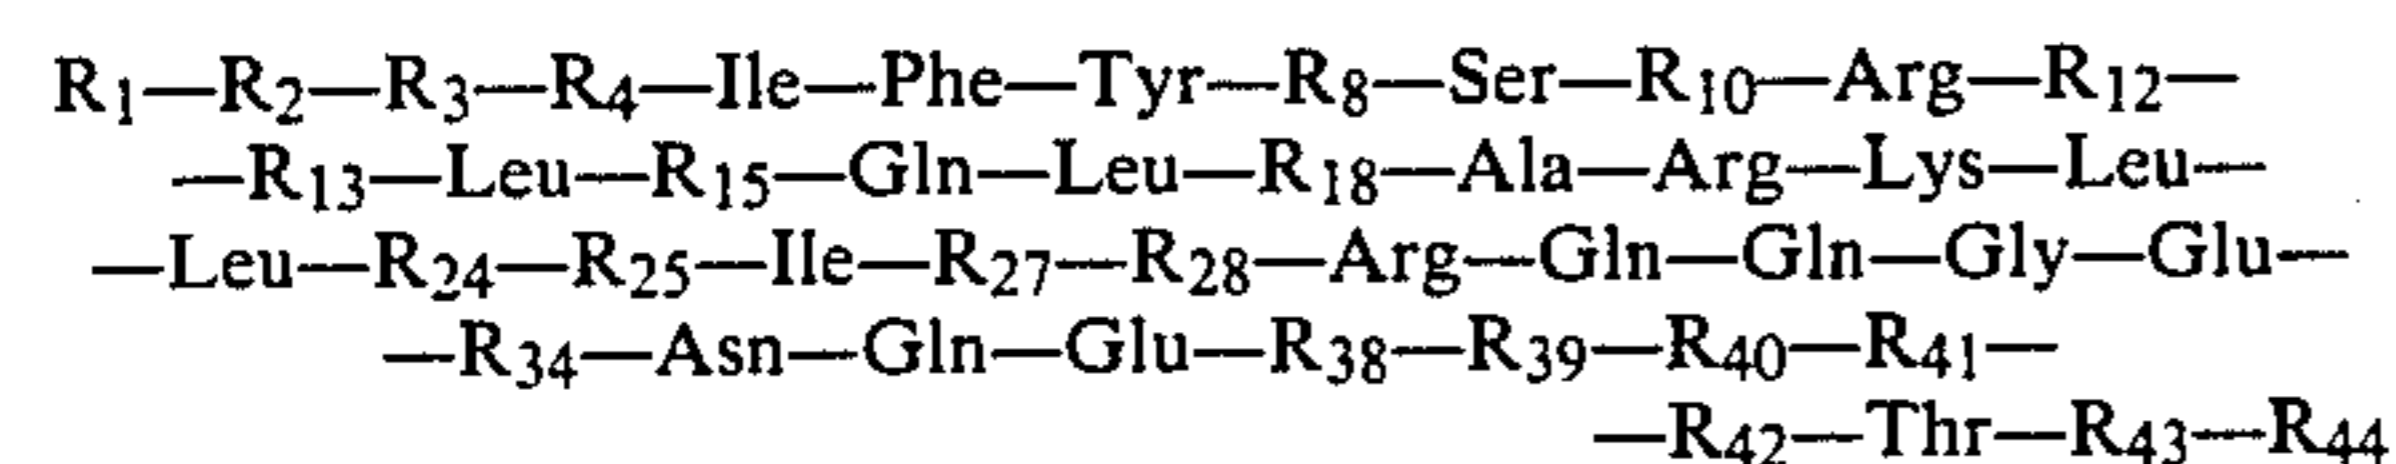 R₁—R₂—R₃—R₄—Ile—Phe—Tyr—R₈—Ser—R₁₀—Arg—R₁₂—
—R₁₃—Leu—R₁₅—Gln—Leu—R₁₈—Ala—Arg—Lys—Leu—
—Leu—R₂₄—R₂₅—Ile—R₂₇—R₂₈—Arg—Gln—Gln—Gly—Glu—
—R₃₄—Asn—Gln—Glu—R₃₈—R₃₉—R₄₀—R₄₁—
—R₄₂—Thr—R₄₃—R₄₄